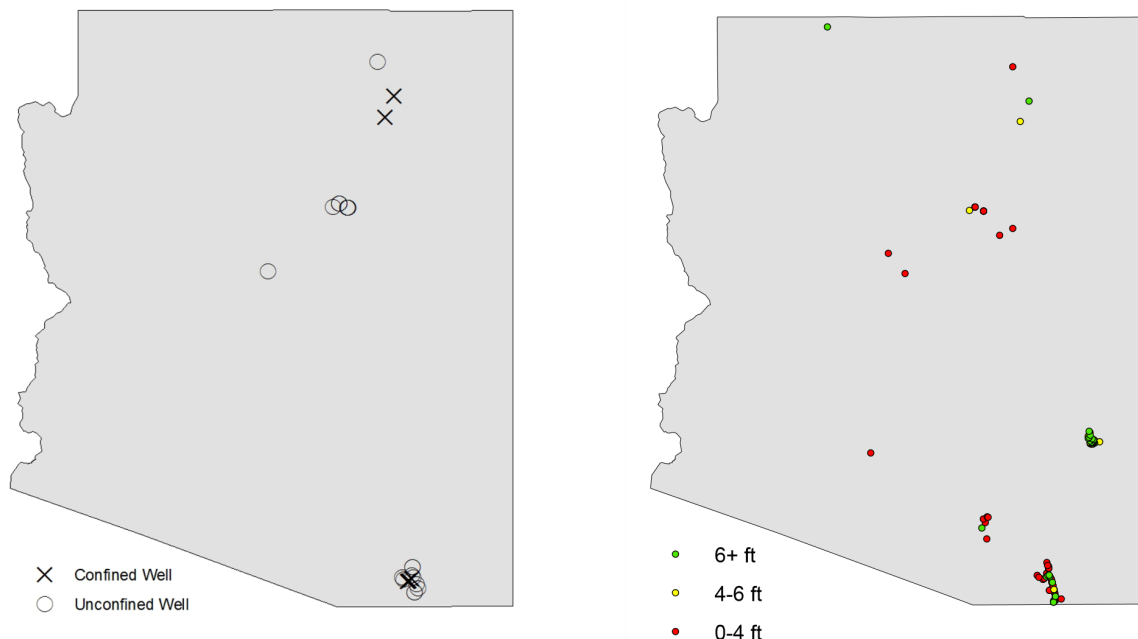 Confined Well
Unconfined Well
6+ ft
4-6 ft
0-4 ft